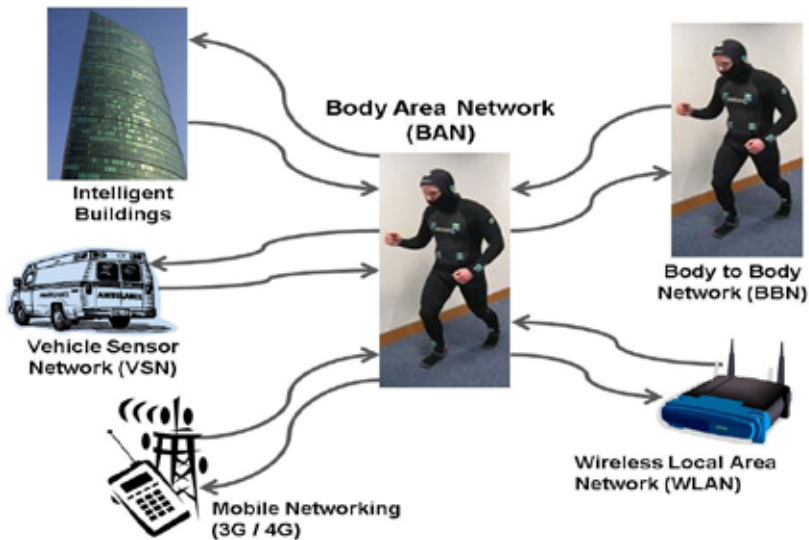 Body Area Network
(BAN)
Intelligent
Buildings
Body to Body
Network (BBN)
AMBULANCE
Vehicle Sensor
Network (VSN)
Wireless Local Area
Network (WLAN)
Mobile Networking
(3G / 4G)